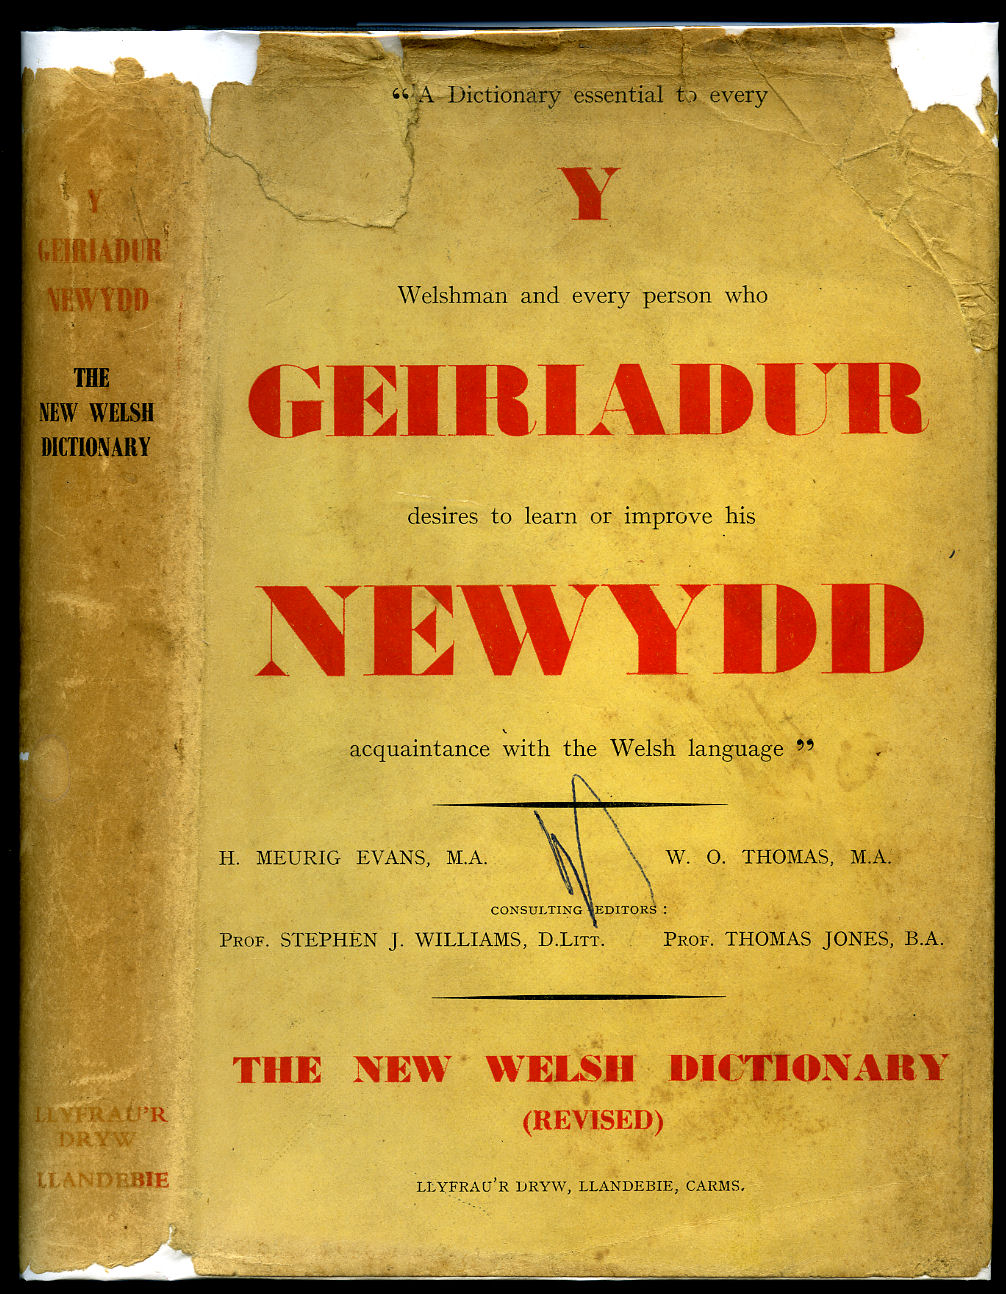 Y
GEIRIADUR
NEWYDD
THE
NEW WELSH
DICTIONARY
LLYFRAU'R
DRYW
LLANDEBIE
“A Dictionary essential to every
Y
Welshman and every person who
GEIRIADUR
desires to learn or improve his
NEWYDD
acquaintance with the Welsh language”
H. MEURIG EVANS, M.A. W. O. THOMAS, M.A.
CONSULTING EDITORS:
PROF. STEPHEN J. WILLIAMS, D.LITT. PROF. THOMAS JONES, B.A.
THE NEW WELSH DICTIONARY
(REVISED)
LLYFRAU'R DRYW, LLANDEBIE, CARMS.